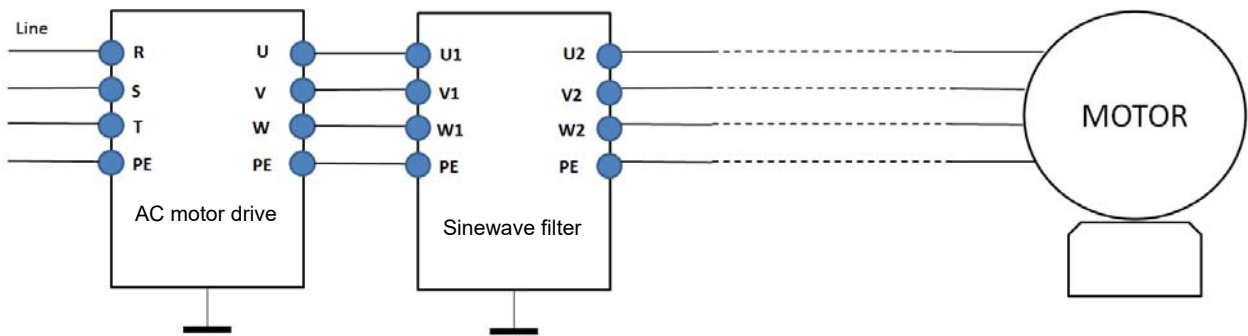 Line
R U U1 U2
S V V1 V2
T W W1 W2
PE PE PE PE
MOTOR
AC motor drive
Sinewave filter